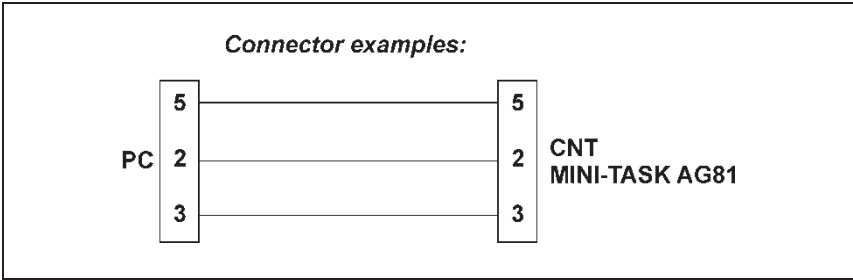 Connector examples:
5 5
PC 2 2 CNT
MINI-TASK AG81
3 3